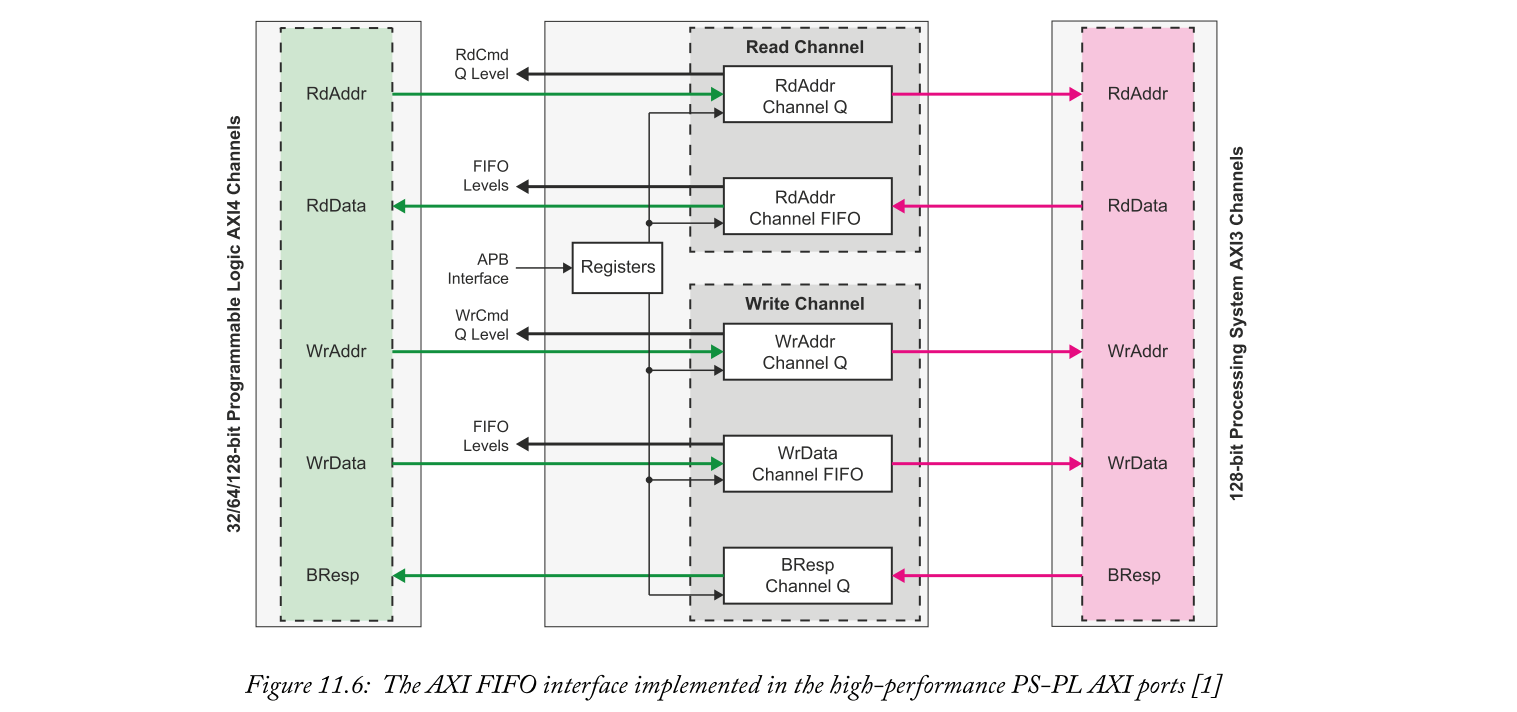 32/64/128-bit Programmable Logic AXI4 Channels
RdAddr
RdData
WrAddr
WrData
BResp
RdCmd
Q Level
FIFO
Levels
APB
Interface
WrCmd
Q Level
FIFO
Levels
Registers
Read Channel
RdAddr
Channel Q
RdAddr
Channel FIFO
Write Channel
WrAddr
Channel Q
WrData
Channel FIFO
BResp
Channel Q
RdAddr
RdData
WrAddr
WrData
BResp
128-bit Processing System AXI3 Channels
Figure 11.6: The AXI FIFO interface implemented in the high-performance PS-PL AXI ports [1]